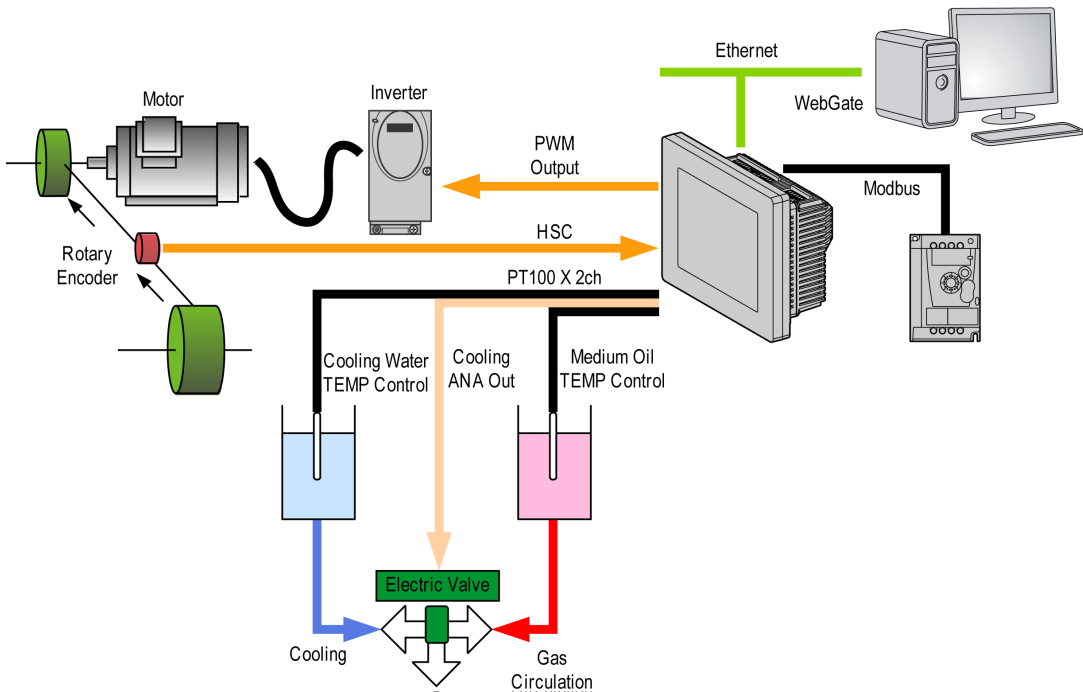 Ethernet
WebGate
Motor
Inverter
PWM
Output
Modbus
HSC
Rotary
Encoder
PT100 X 2ch
Cooling Water
TEMP Control
Cooling
ANA Out
Medium Oil
TEMP Control
Electric Valve
Cooling
Gas
Circulation